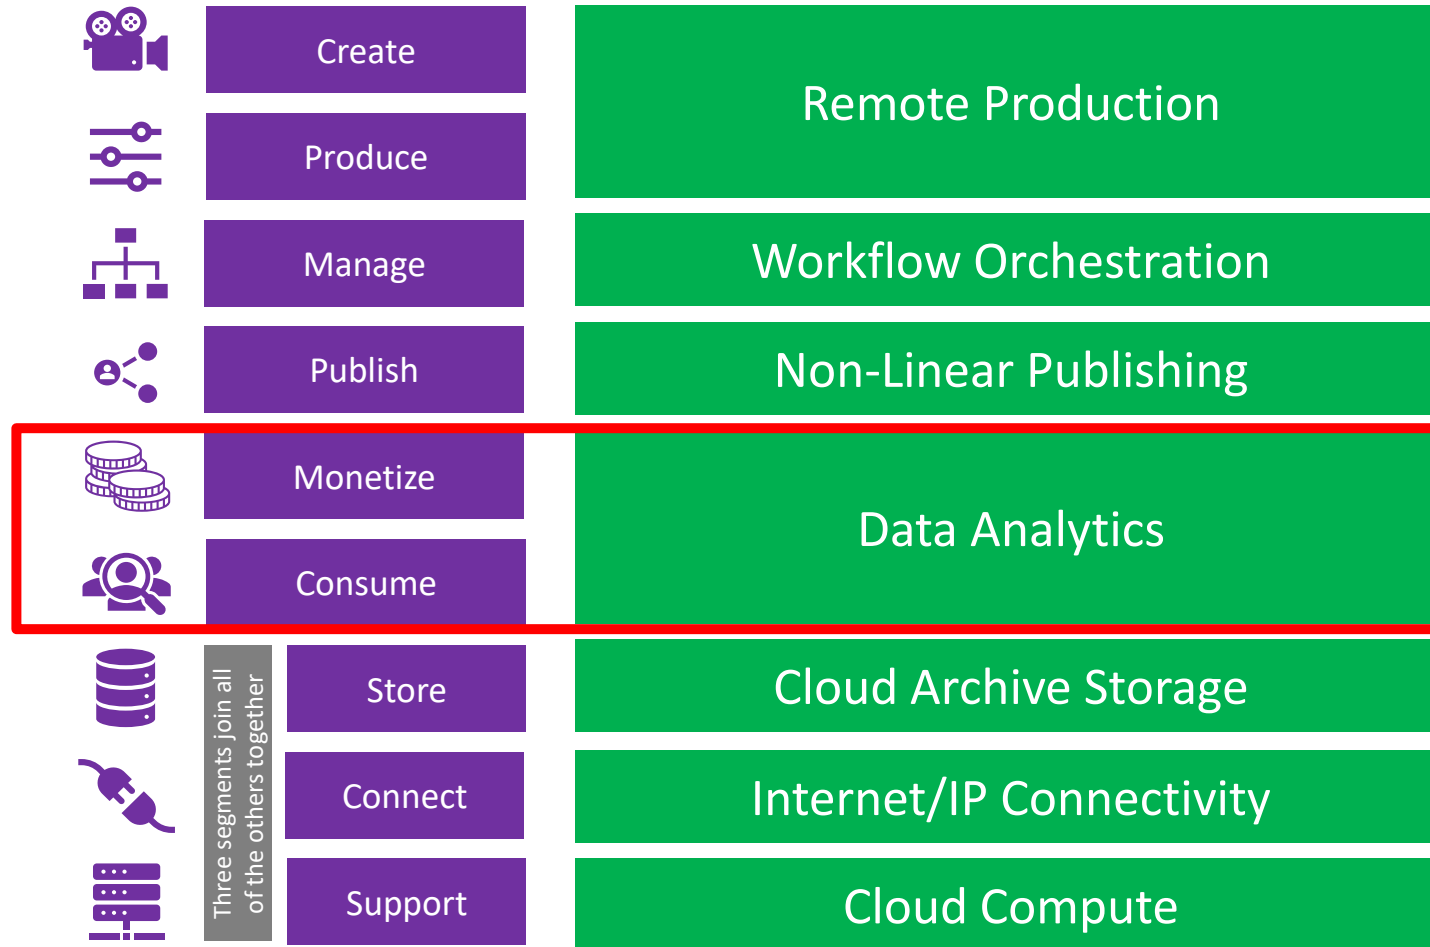 Create
Remote Production
Produce
Manage
Workflow Orchestration
Publish
Non-Linear Publishing
Monetize
Data Analytics
Consume
Three segments join all
of the others together
Store
Cloud Archive Storage
Connect
Internet/IP Connectivity
Support
Cloud Compute